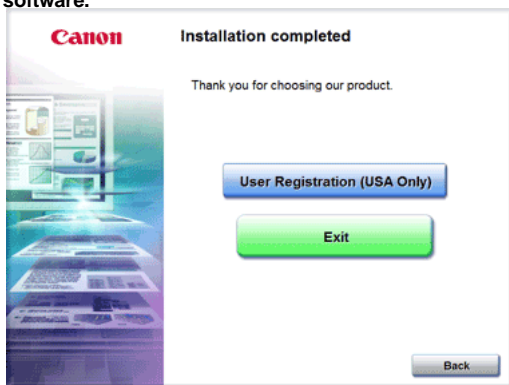 software.
Canon
Installation completed
Thank you for choosing our product.
User Registration (USA Only)
Exit
Back